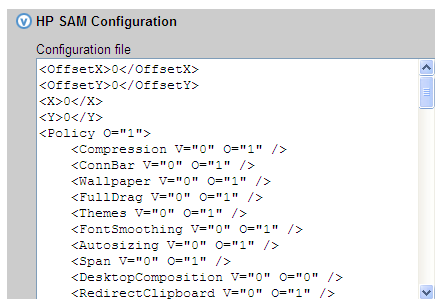 HP SAM Configuration
Configuration file
<OffsetX>0</OffsetX>
<OffsetY>0</OffsetY>
<X>0</X>
<Y>0</Y>
<Policy O="1">
<Compression V="0" O="1" />
<ConnBar V="0" O="1" />
<Wallpaper V="0" O="1" />
<FullDrag V="0" O="1" />
<Themes V="0" O="1" />
<FontSmoothing V="0" O="1" />
<Autosizing V="0" O="1" />
<Span V="0" O="1" />
<DesktopComposition V="0" O="0" />
<RedirectClipboard V="0" O="1" />